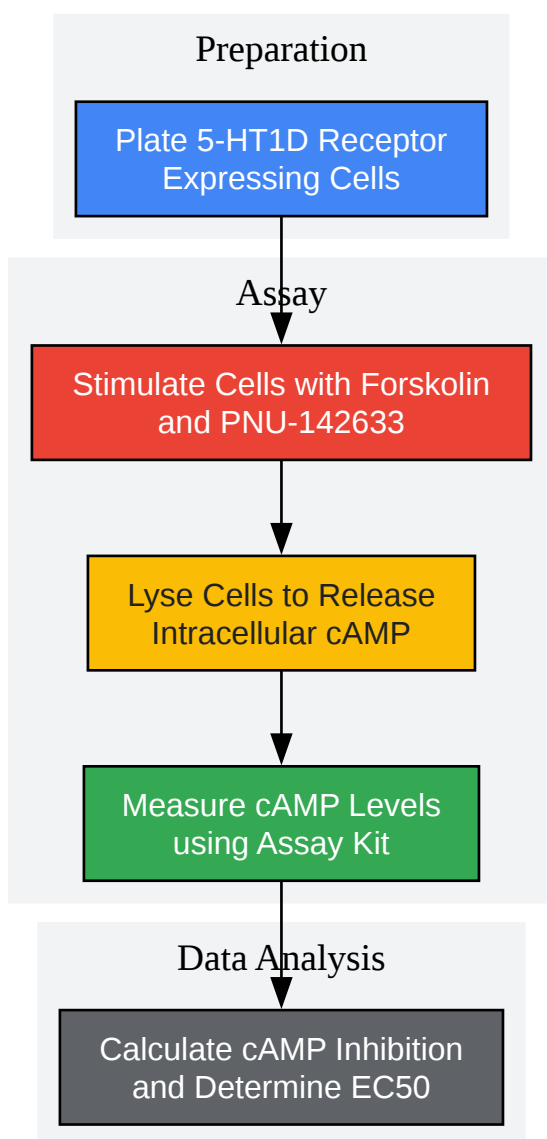 Preparation
Plate 5-HT1D Receptor
Expressing Cells
Assay
Stimulate Cells with Forskolin
and PNU-142633
Lyse Cells to Release
Intracellular cAMP
Measure cAMP Levels
using Assay Kit
Data Analysis
Calculate cAMP Inhibition
and Determine EC50